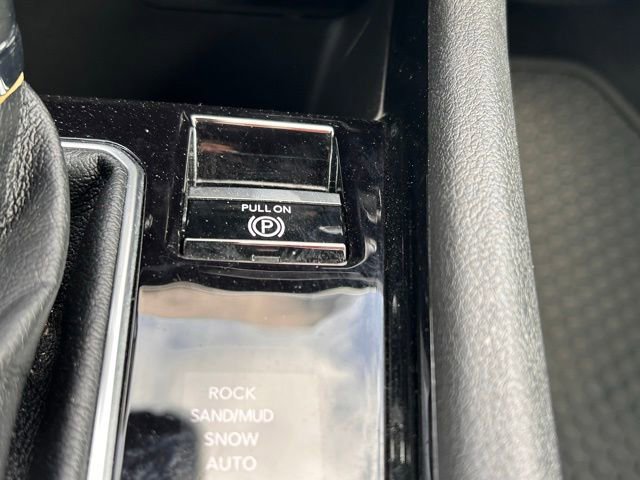 PULL ON
(P)
ROCK
SAND/MUD
SNOW
AUTO